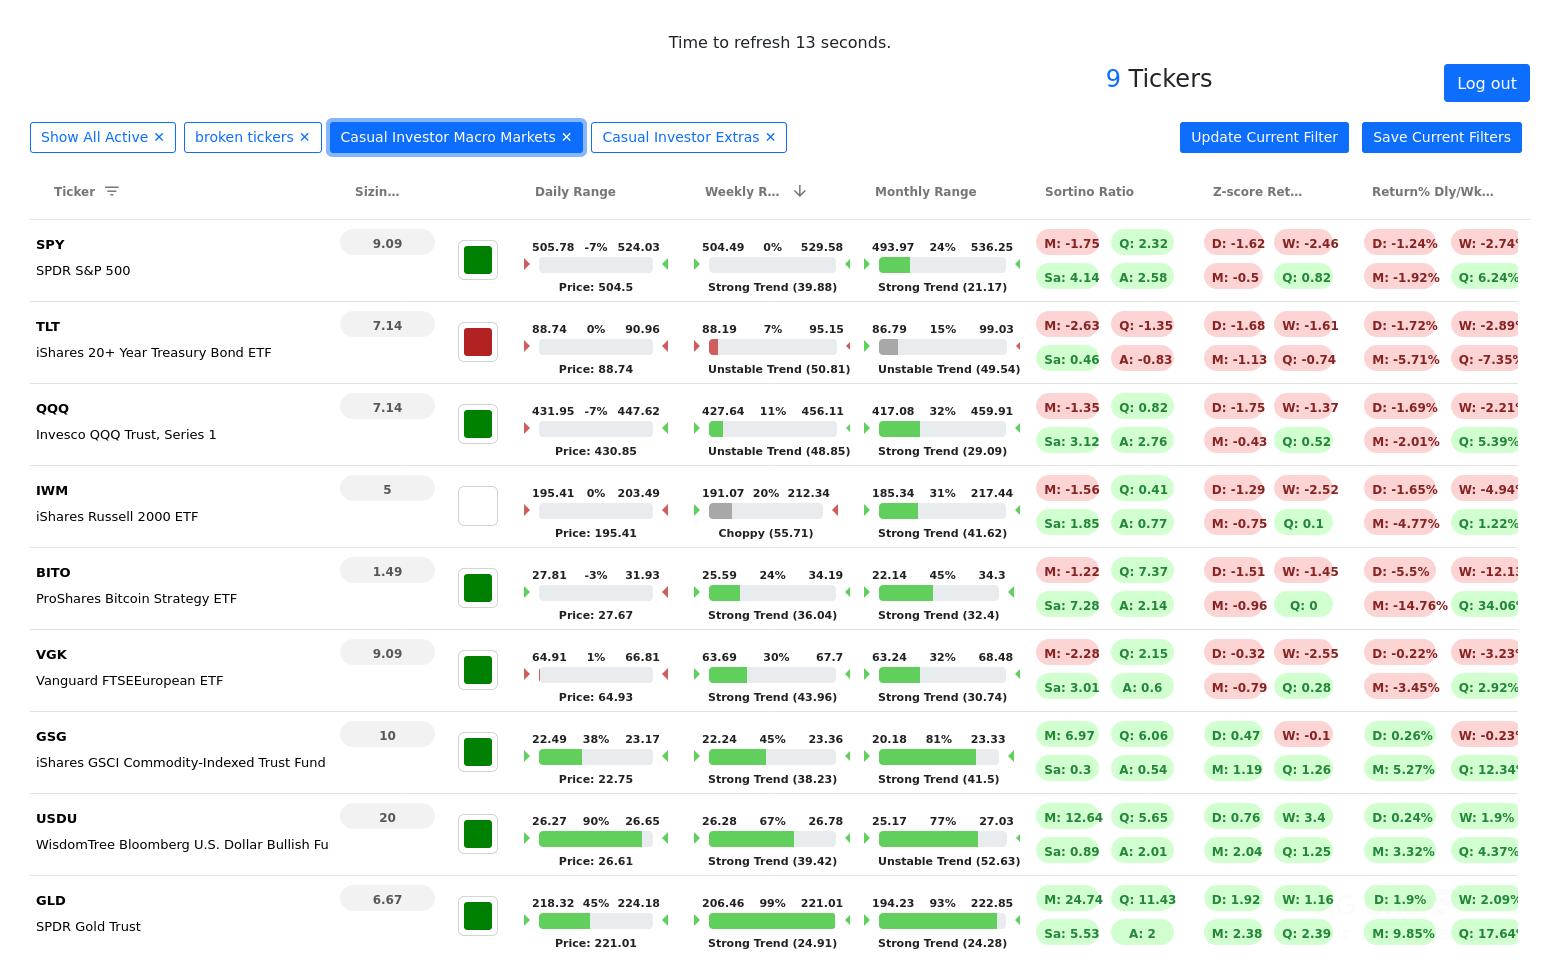 Time to refresh 13 seconds.
9 Tickers
Log out
Show All Active ✕ broken tickers ✕ Casual Investor Macro Markets ✕ Casual Investor Extras ✕ Update Current Filter Save Current Filters
Ticker Sizin... Daily Range Weekly R... Monthly Range Sortino Ratio Z-score Ret... Return% Dly/Wk...
SPY 9.09 505.78 -7% 524.03 504.49 0% 529.58 493.97 24% 536.25 M: -1.75 Q: 2.32 D: -1.62 W: -2.46 D: -1.24% W: -2.74%
SPDR S&P 500 Price: 504.5 Strong Trend (39.88) Strong Trend (21.17) Sa: 4.14 A: 2.58 M: -0.5 Q: 0.82 M: -1.92% Q: 6.24%
TLT 7.14 88.74 0% 90.96 88.19 7% 95.15 86.79 15% 99.03 M: -2.63 Q: -1.35 D: -1.68 W: -1.61 D: -1.72% W: -2.89%
iShares 20+ Year Treasury Bond ETF Price: 88.74 Unstable Trend (50.81) Unstable Trend (49.54) Sa: 0.46 A: -0.83 M: -1.13 Q: -0.74 M: -5.71% Q: -7.35%
QQQ 7.14 431.95 -7% 447.62 427.64 11% 456.11 417.08 32% 459.91 M: -1.35 Q: 0.82 D: -1.75 W: -1.37 D: -1.69% W: -2.21%
Invesco QQQ Trust, Series 1 Price: 430.85 Unstable Trend (48.85) Strong Trend (29.09) Sa: 3.12 A: 2.76 M: -0.43 Q: 0.52 M: -2.01% Q: 5.39%
IWM 5 195.41 0% 203.49 191.07 20% 212.34 185.34 31% 217.44 M: -1.56 Q: 0.41 D: -1.29 W: -2.52 D: -1.65% W: -4.94%
iShares Russell 2000 ETF Price: 195.41 Choppy (55.71) Strong Trend (41.62) Sa: 1.85 A: 0.77 M: -0.75 Q: 0.1 M: -4.77% Q: 1.22%
BITO 1.49 27.81 -3% 31.93 25.59 24% 34.19 22.14 45% 34.3 M: -1.22 Q: 7.37 D: -1.51 W: -1.45 D: -5.5% W: -12.13
ProShares Bitcoin Strategy ETF Price: 27.67 Strong Trend (36.04) Strong Trend (32.4) Sa: 7.28 A: 2.14 M: -0.96 Q: 0 M: -14.76% Q: 34.06%
VGK 9.09 64.91 1% 66.81 63.69 30% 67.7 63.24 32% 68.48 M: -2.28 Q: 2.15 D: -0.32 W: -2.55 D: -0.22% W: -3.23%
Vanguard FTSEEuropean ETF Price: 64.93 Strong Trend (43.96) Strong Trend (30.74) Sa: 3.01 A: 0.6 M: -0.79 Q: 0.28 M: -3.45% Q: 2.92%
GSG 10 22.49 38% 23.17 22.24 45% 23.36 20.18 81% 23.33 M: 6.97 Q: 6.06 D: 0.47 W: -0.1 D: 0.26% W: -0.23%
iShares GSCI Commodity-Indexed Trust Fund Price: 22.75 Strong Trend (38.23) Strong Trend (41.5) Sa: 0.3 A: 0.54 M: 1.19 Q: 1.26 M: 5.27% Q: 12.34%
USDU 20 26.27 90% 26.65 26.28 67% 26.78 25.17 77% 27.03 M: 12.64 Q: 5.65 D: 0.76 W: 3.4 D: 0.24% W: 1.9%
WisdomTree Bloomberg U.S. Dollar Bullish Fu Price: 26.61 Strong Trend (39.42) Unstable Trend (52.63) Sa: 0.89 A: 2.01 M: 2.04 Q: 1.25 M: 3.32% Q: 4.37%
GLD 6.67 218.32 45% 224.18 206.46 99% 221.01 194.23 93% 222.85 M: 24.74 Q: 11.43 D: 1.92 W: 1.16 D: 1.9% W: 2.09%
SPDR Gold Trust Price: 221.01 Strong Trend (24.91) Strong Trend (24.28) Sa: 5.53 A: 2 M: 2.38 Q: 2.39 M: 9.85% Q: 17.64%